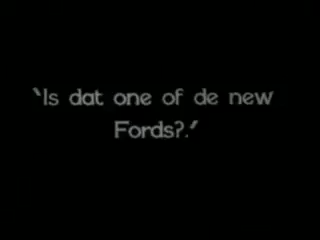 ‘Is dat one of de new
Fords?.’